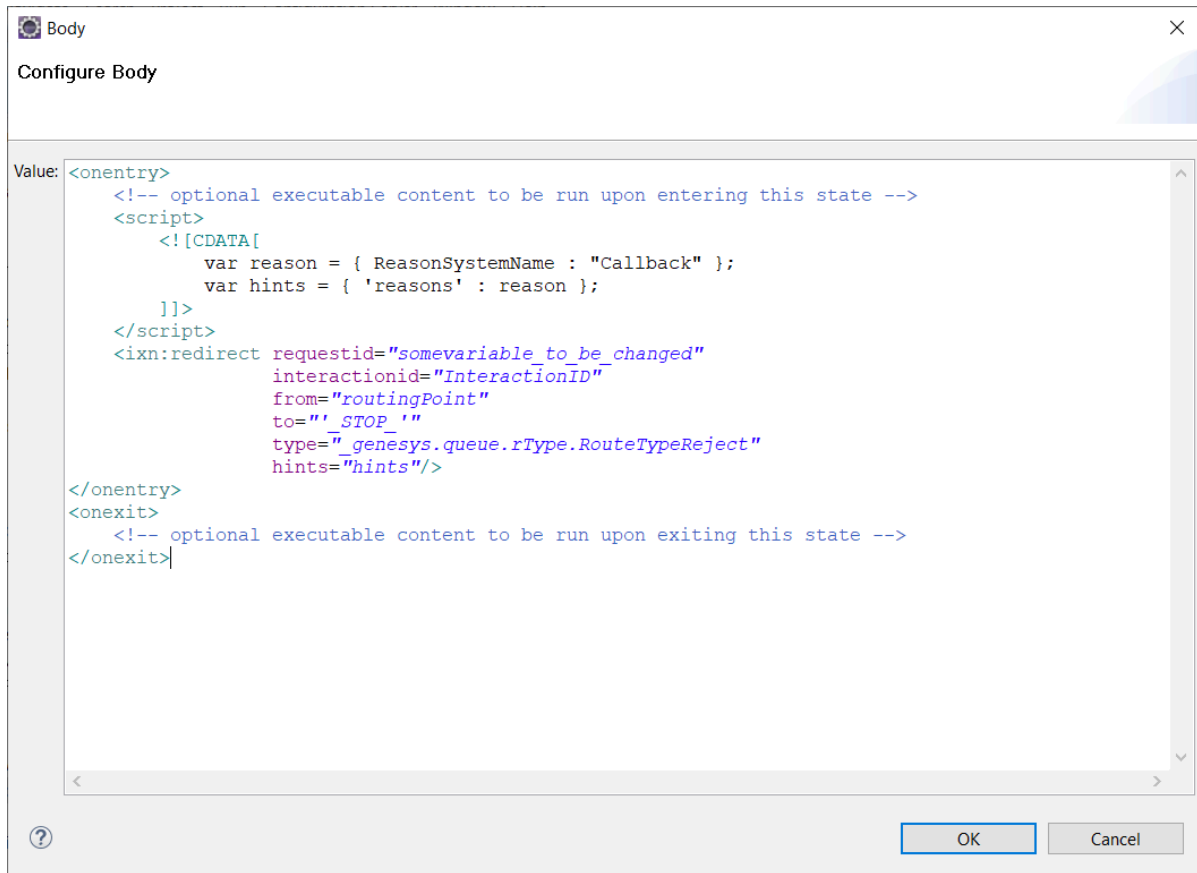 Body
Configure Body
Value:
<onentry>
    <!-- optional executable content to be run upon entering this state -->
    <script>
        <![CDATA[
            var reason = { ReasonSystemName : "Callback" };
            var hints = { 'reasons' : reason };
        ]]>
    </script>
    <ixn:redirect requestid="somevariable_to_be_changed"
                  interactionid="InteractionID"
                  from="routingPoint"
                  to="'_STOP_'"
                  type="_genesys.queue.rType.RouteTypeReject"
                  hints="hints"/>
</onentry>
<onexit>
    <!-- optional executable content to be run upon exiting this state -->
</onexit>
OK Cancel